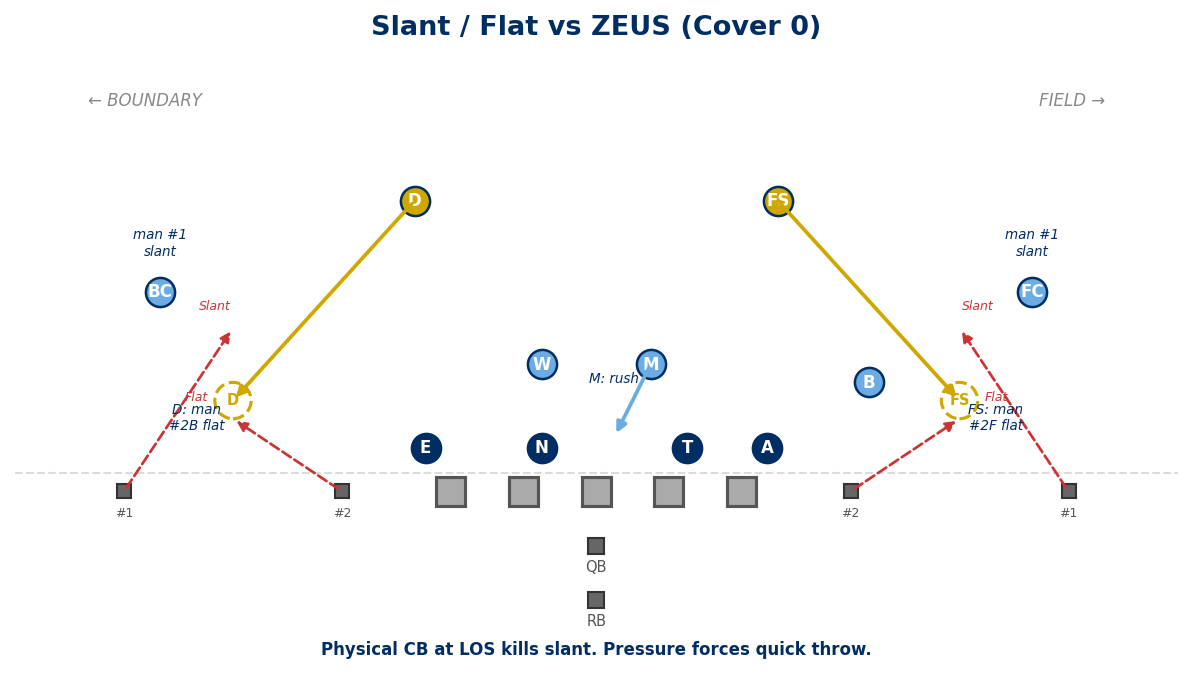 Slant / Flat vs ZEUS (Cover 0)
← BOUNDARY
FIELD →
D
FS
man #1
slant
man #1
slant
BC
FC
Slant
Slant
W
M
M: rush
B
Flat
D
FS
Flat
D: man
#2B flat
FS: man
#2F flat
E
N
T
A
#1
#2
#2
#1
QB
RB
Physical CB at LOS kills slant. Pressure forces quick throw.